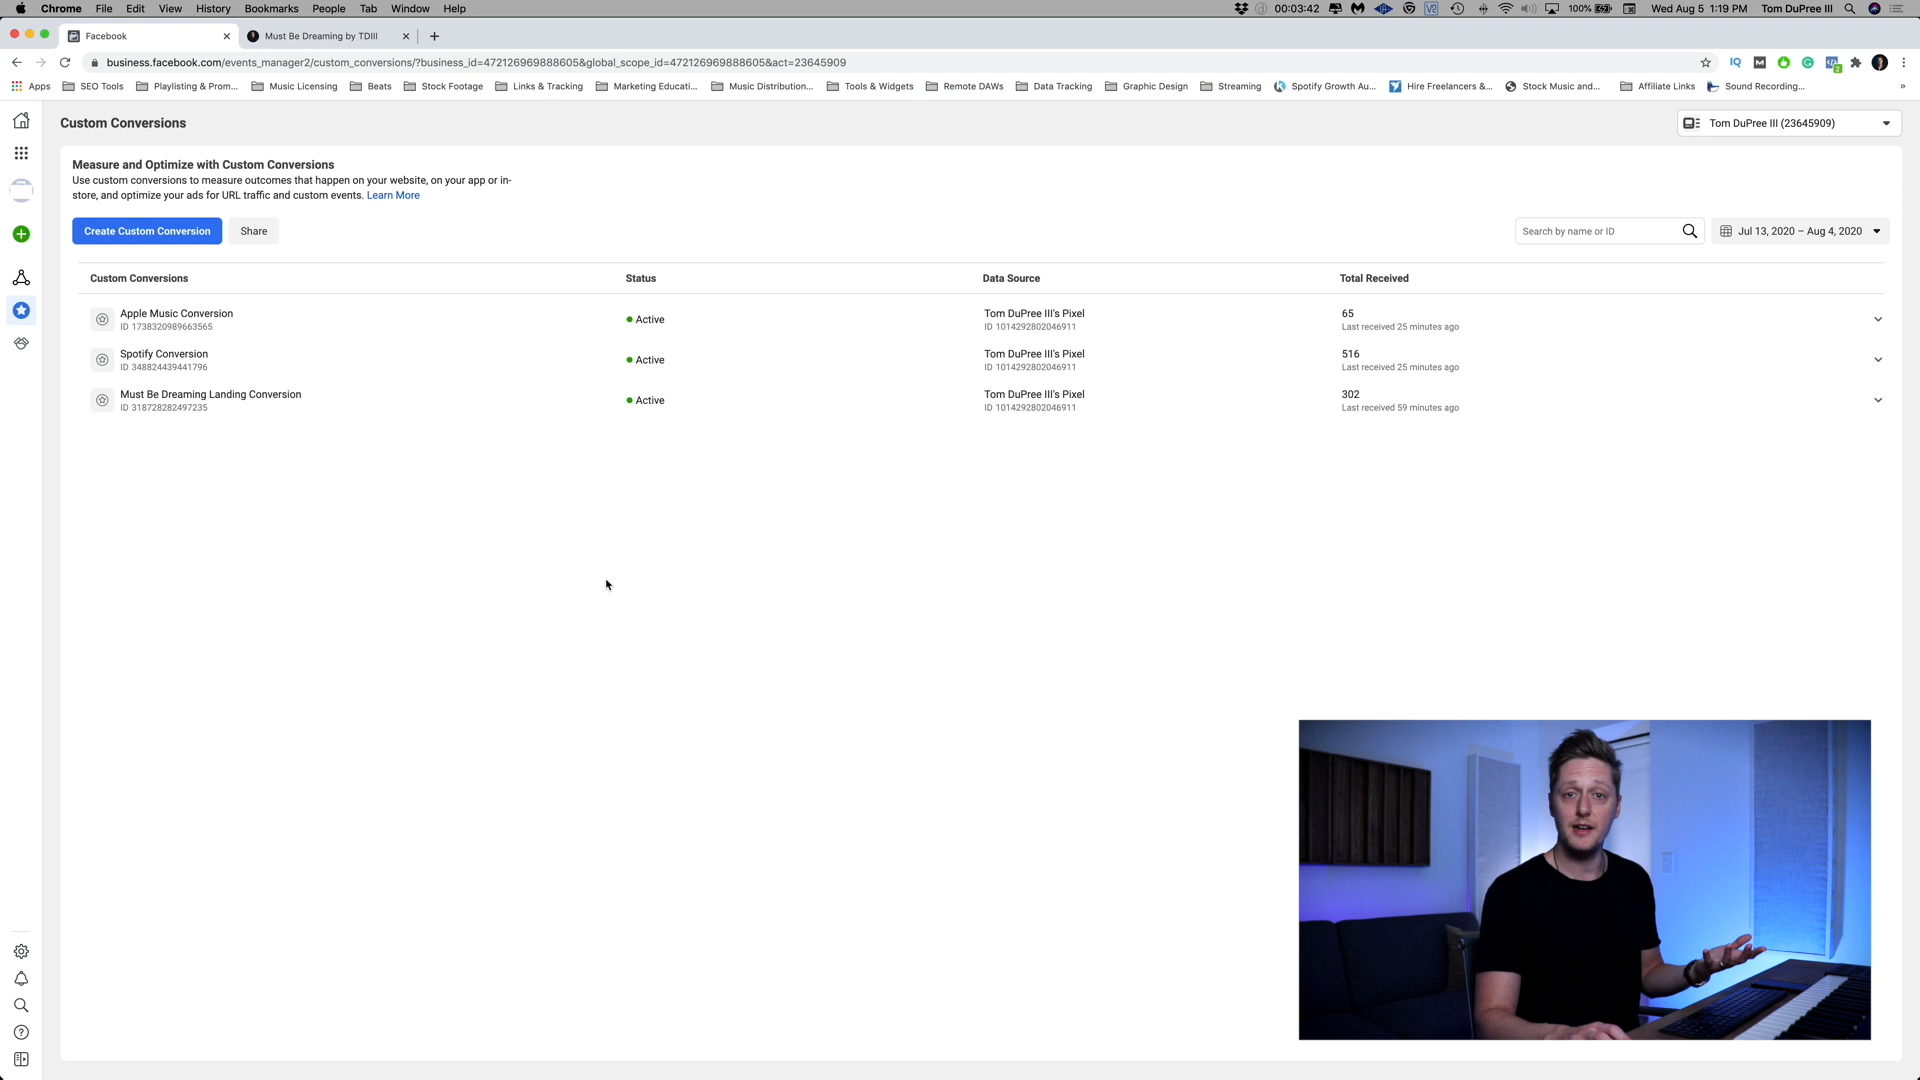 Chrome File Edit View History Bookmarks People Tab Window Help
00:03:42 100% Wed Aug 5 1:19 PM Tom DuPree III
Facebook
Must Be Dreaming by TDIII
business.facebook.com/events_manager2/custom_conversions/?business_id=472126969888605&global_scope_id=472126969888605&act=23645909
Apps SEO Tools Playlisting & Prom... Music Licensing Beats Stock Footage Links & Tracking Marketing Educati... Music Distribution... Tools & Widgets Remote DAWs Data Tracking Graphic Design Streaming Spotify Growth Au... Hire Freelancers &... Stock Music and... Affiliate Links Sound Recording... »
Custom Conversions
Tom DuPree III (23645909)
Measure and Optimize with Custom Conversions
Use custom conversions to measure outcomes that happen on your website, on your app or in-
store, and optimize your ads for URL traffic and custom events. Learn More
Create Custom Conversion Share
Search by name or ID
Jul 13, 2020 – Aug 4, 2020
Custom Conversions Status Data Source Total Received
Apple Music Conversion
ID 1738320989663565
Active
Tom DuPree III's Pixel
ID 1014292802046911
65
Last received 25 minutes ago
Spotify Conversion
ID 348824439441796
Active
Tom DuPree III's Pixel
ID 1014292802046911
516
Last received 25 minutes ago
Must Be Dreaming Landing Conversion
ID 318728282497235
Active
Tom DuPree III's Pixel
ID 1014292802046911
302
Last received 59 minutes ago